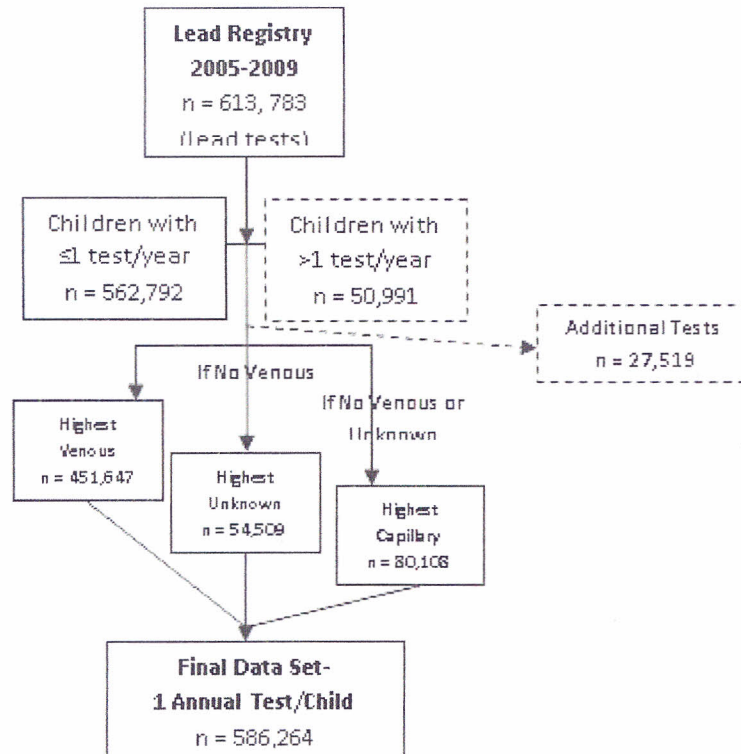 Lead Registry
2005-2009
n = 613, 783
(lead tests)
Children with
≤1 test/year
n = 562,792
Children with
>1 test/year
n = 50,991
Additional Tests
n = 27,519
If No Venous
If No Venous or
Unknown
Highest
Venous
n = 451,647
Highest
Unknown
n = 54,509
Highest
Capillary
n = 80,108
Final Data Set-
1 Annual Test/Child
n = 586,264